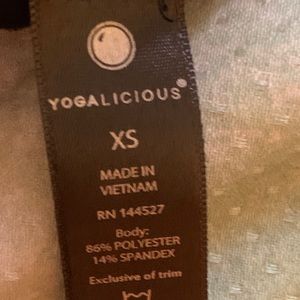 YOGALICIOUS®
XS
MADE IN
VIETNAM
RN 144527
Body:
86% POLYESTER
14% SPANDEX
Exclusive of trim